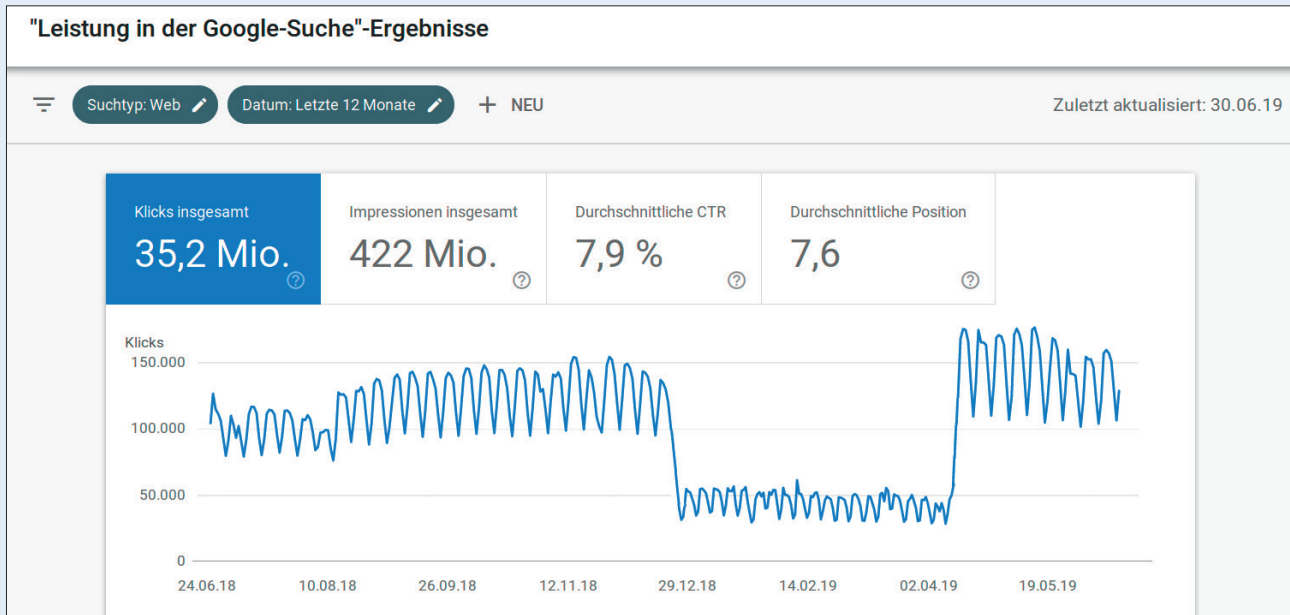 "Leistung in der Google-Suche"-Ergebnisse
Suchtyp: Web Datum: Letzte 12 Monate + NEU Zuletzt aktualisiert: 30.06.19
Klicks insgesamt Impressionen insgesamt Durchschnittliche CTR Durchschnittliche Position
35,2 Mio. 422 Mio. 7,9 % 7,6
Klicks
150.000
100.000
50.000
0
24.06.18 10.08.18 26.09.18 12.11.18 29.12.18 14.02.19 02.04.19 19.05.19